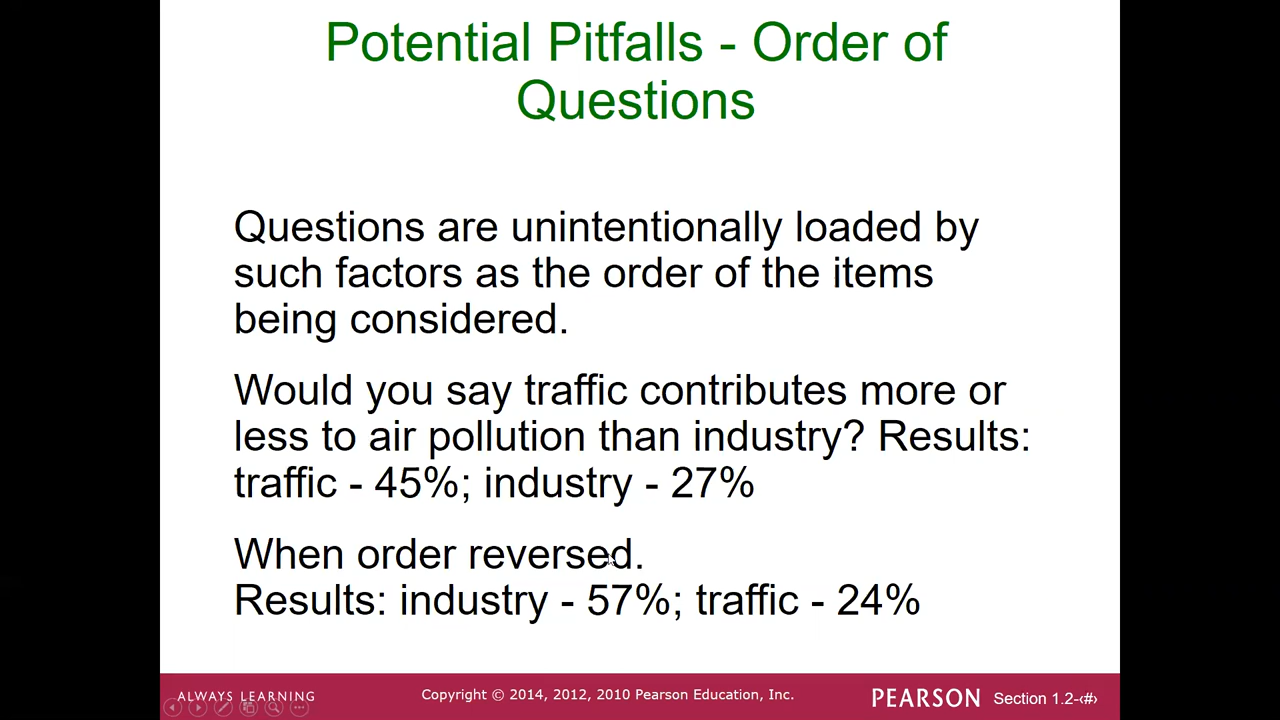 Potential Pitfalls - Order of
Questions
Questions are unintentionally loaded by
such factors as the order of the items
being considered.
Would you say traffic contributes more or
less to air pollution than industry? Results:
traffic - 45%; industry - 27%
When order reversed.
Results: industry - 57%; traffic - 24%
ALWAYS LEARNING
Copyright © 2014, 2012, 2010 Pearson Education, Inc.
PEARSON
Section 1.2-‹#›